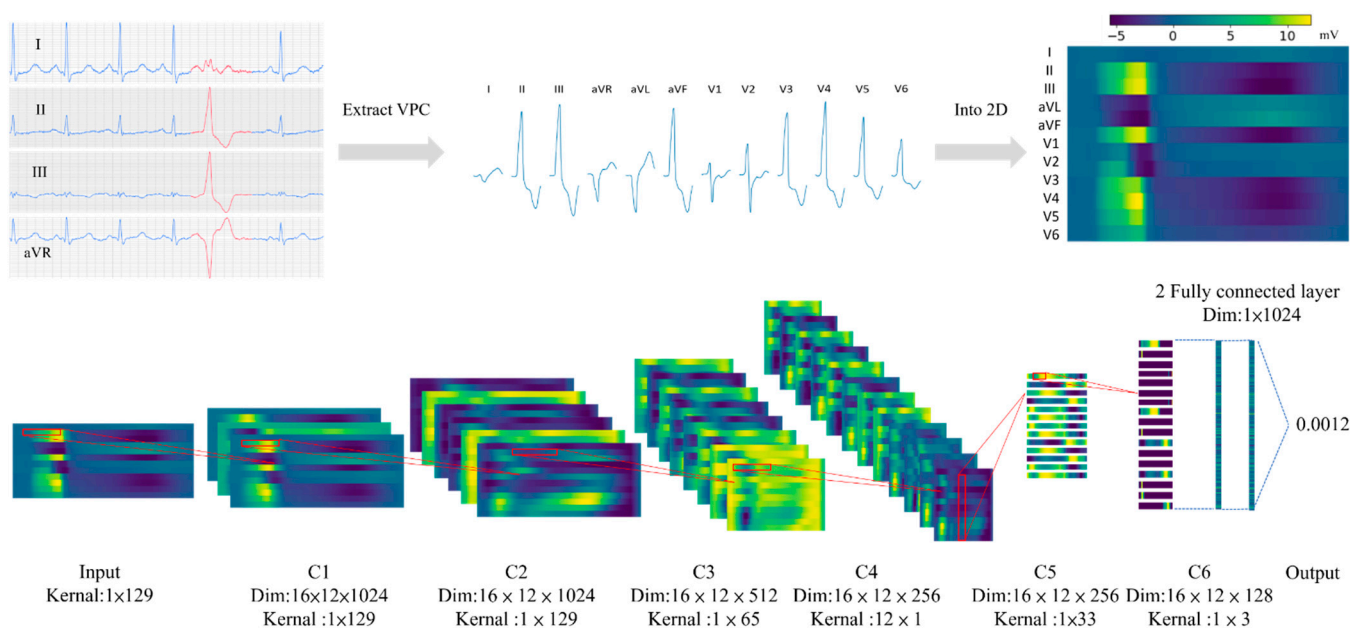 I
II
III
aVR
Extract VPC
I II III aVR aVL aVF V1 V2 V3 V4 V5 V6
Into 2D
−5 0 5 10 mV
I
II
III
aVL
aVF
V1
V2
V3
V4
V5
V6
2 Fully connected layer
Dim:1×1024
0.0012
Input
Kernal:1×129
C1
Dim:16×12×1024
Kernal :1×129
C2
Dim:16 × 12 × 1024
Kernal :1 × 129
C3
Dim:16 × 12 × 512
Kernal :1 × 65
C4
Dim:16 × 12 × 256
Kernal :12 × 1
C5
Dim:16 × 12 × 256
Kernal :1×33
C6
Dim:16 × 12 × 128
Kernal :1 × 3
Output